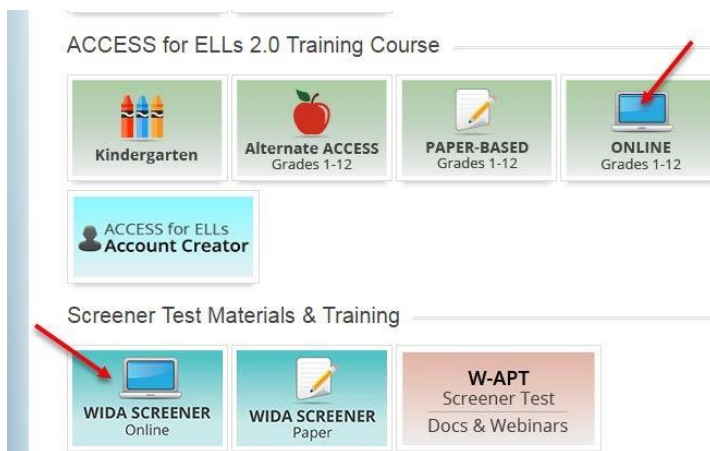 ACCESS for ELLs 2.0 Training Course
Kindergarten
Alternate ACCESS
Grades 1-12
PAPER-BASED
Grades 1-12
ONLINE
Grades 1-12
ACCESS for ELLs
Account Creator
Screener Test Materials & Training
WIDA SCREENER
Online
WIDA SCREENER
Paper
W-APT
Screener Test
Docs & Webinars